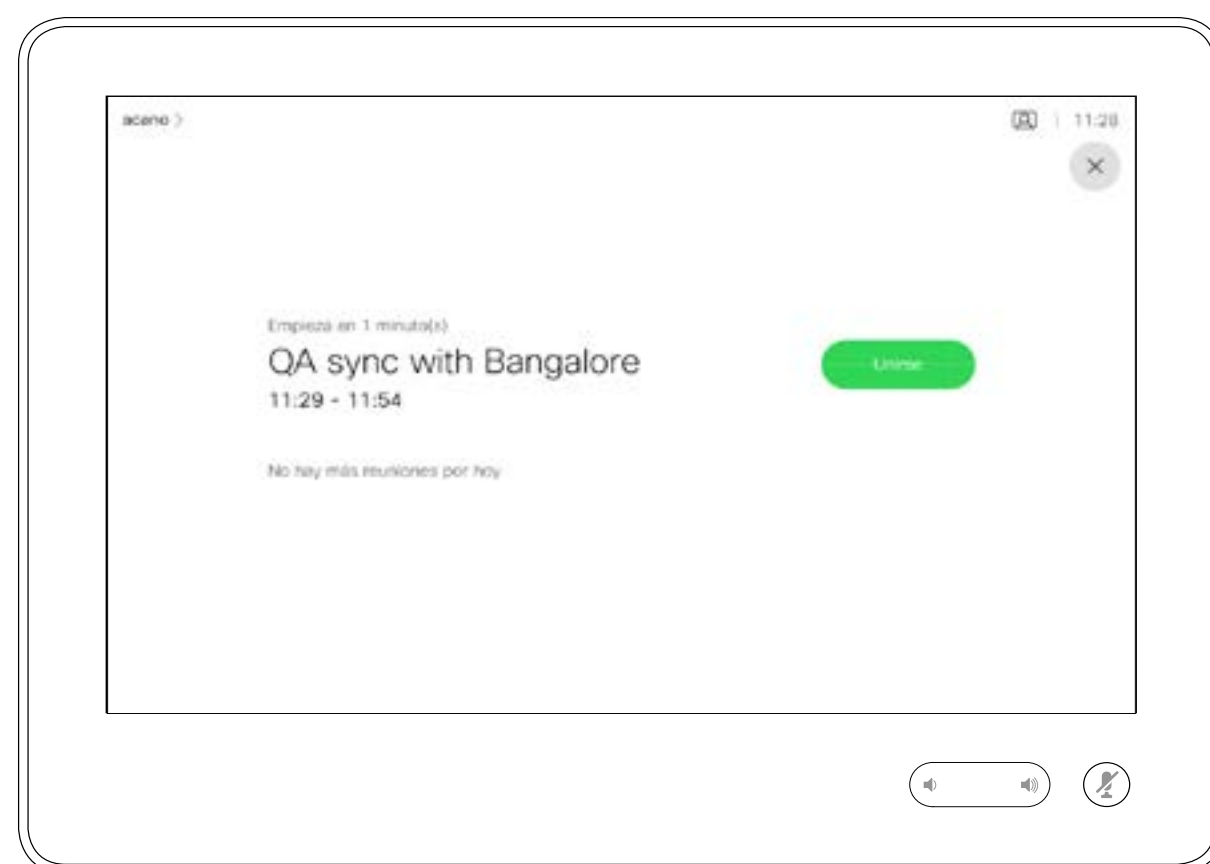 acano >
11:28
Empieza en 1 minuto(s)
QA sync with Bangalore
11:29 - 11:54
Unirse
No hay más reuniones por hoy